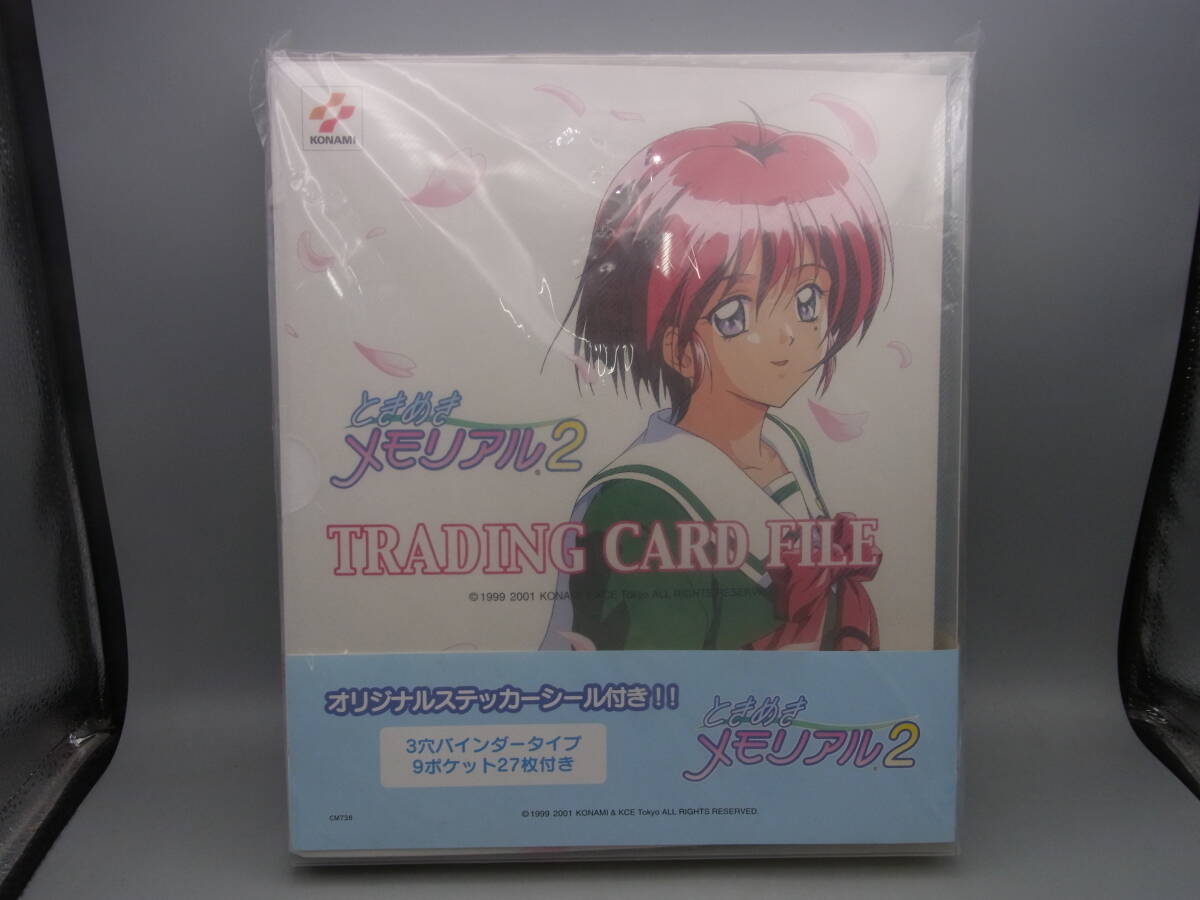 KONAMI
ときめき
メモリアル2
TRADING CARD FILE
©1999 2001 KONAMI & KCE Tokyo ALL RIGHTS RESERVED.
オリジナルステッカーシール付き!!
3穴バインダータイプ
9ポケット27枚付き
ときめき
メモリアル2
©1999 2001 KONAMI & KCE Tokyo ALL RIGHTS RESERVED.
CM738